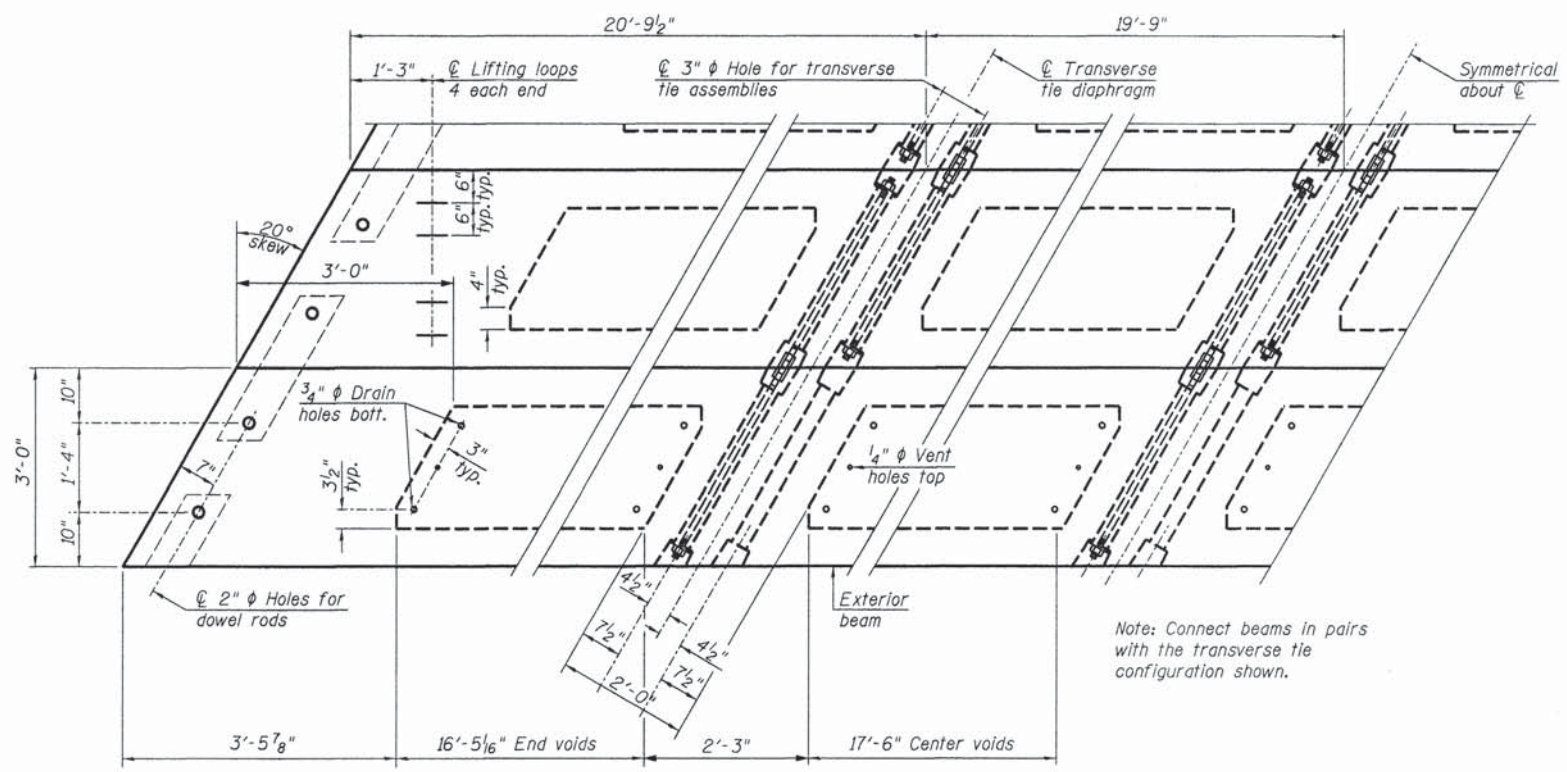 20'-9½"
19'-9"
1'-3"
℄ Lifting loops
4 each end
℄ 3" ϕ Hole for transverse
tie assemblies
℄ Transverse
tie diaphragm
Symmetrical
about ℄
6"
typ.
6"
typ.
20°
skew
3'-0"
4"
typ.
¾" ϕ Drain
holes bott.
3"
typ.
3½"
typ.
¼" ϕ Vent
holes top
3'-0"
10"
1'-4"
10"
7"
℄ 2" ϕ Holes for
dowel rods
4½"
7½"
2'-0"
4½"
7½"
Exterior
beam
Note: Connect beams in pairs
with the transverse tie
configuration shown.
3'-5⅞"
16'-5 1/16" End voids
2'-3"
17'-6" Center voids